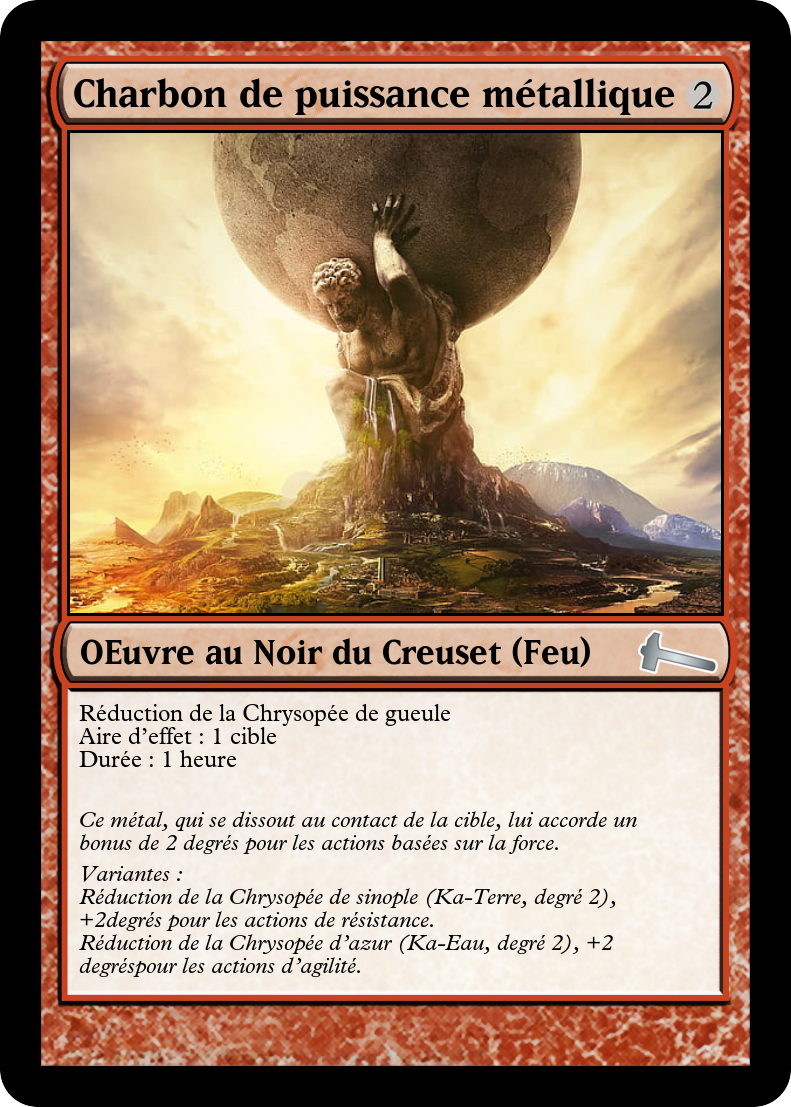 Charbon de puissance métallique 2
OEuvre au Noir du Creuset (Feu)
Réduction de la Chrysopée de gueule
Aire d'effet : 1 cible
Durée : 1 heure
Ce métal, qui se dissout au contact de la cible, lui accorde un
bonus de 2 degrés pour les actions basées sur la force.
Variantes :
Réduction de la Chrysopée de sinople (Ka-Terre, degré 2),
+2degrés pour les actions de résistance.
Réduction de la Chrysopée d'azur (Ka-Eau, degré 2), +2
degréspour les actions d'agilité.